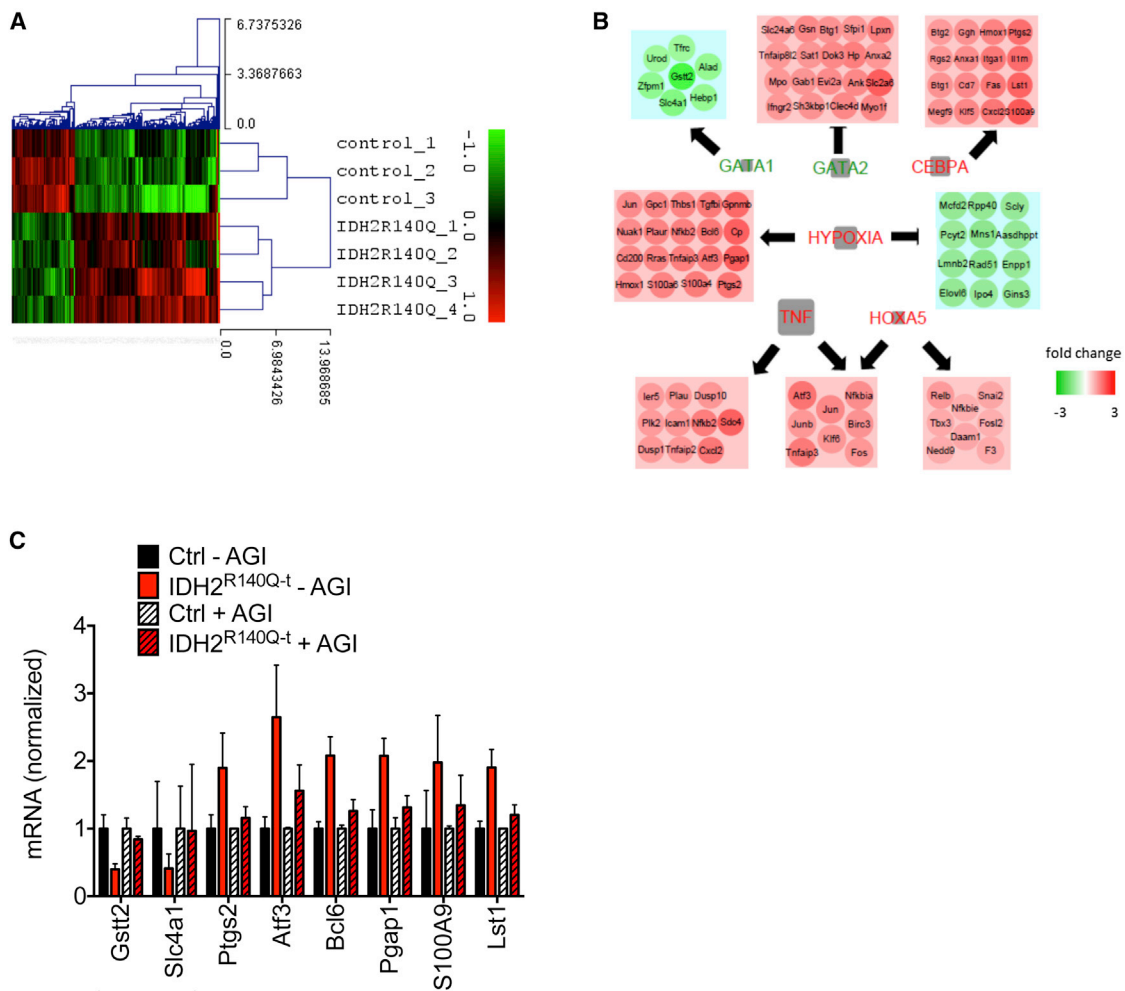 A
6.7375326
3.3687663
0.0
control_1
control_2
control_3
IDH2R140Q_1
IDH2R140Q_2
IDH2R140Q_3
IDH2R140Q_4
-1.0
0.0
1.0
0.0
6.9843426
13.968685
B
Tfrc
Urod
Alad
Gstt2
Zfpm1
Hebp1
Slc4a1
Slc24a6 Gsn Btg1 Sfpi1 Lpxn
Tnfaip8l2 Sat1 Dok3 Hp Anxa2
Mpo Gab1 Evi2a Ank Slc2a6
Ifngr2 Sh3kbp1 Clec4d Myo1f
Btg2 Ggh Hmox1 Ptgs2
Rgs2 Anxa1 Itga1 Il1rn
Btg1 Cd7 Fas Lst1
Megf9 Klf5 Cxcl2 S100a9
GATA1 GATA2 CEBPA
Jun Gpc1 Thbs1 Tgfbi Gpnmb
Nuak1 Plaur Nfkb2 Bcl6 Cp
Cd200 Rras Tnfaip3 Atf3 Pgap1
Hmox1 S100a6 S100a4 Ptgs2
HYPOXIA
Mcfd2 Rpp40 Scly
Pcyt2 Mns1 Aasdhppt
Lmnb2 Rad51 Enpp1
Elovl6 Ipo4 Gins3
TNF HOXA5
fold change
-3 3
Ier5 Plau Dusp10
Plk2 Icam1 Nfkb2 Sdc4
Dusp1 Tnfaip2 Cxcl2
Atf3 Nfkbia
Jun
Junb Birc3
Klf6
Tnfaip3 Fos
Relb Snai2
Nfkbie
Tbx3 Fosl2
Daam1
Nedd9 F3
C
Ctrl - AGI
IDH2R140Q-t - AGI
Ctrl + AGI
IDH2R140Q-t + AGI
mRNA (normalized)
4
3
2
1
0
Gstt2
Slc4a1
Ptgs2
Atf3
Bcl6
Pgap1
S100A9
Lst1